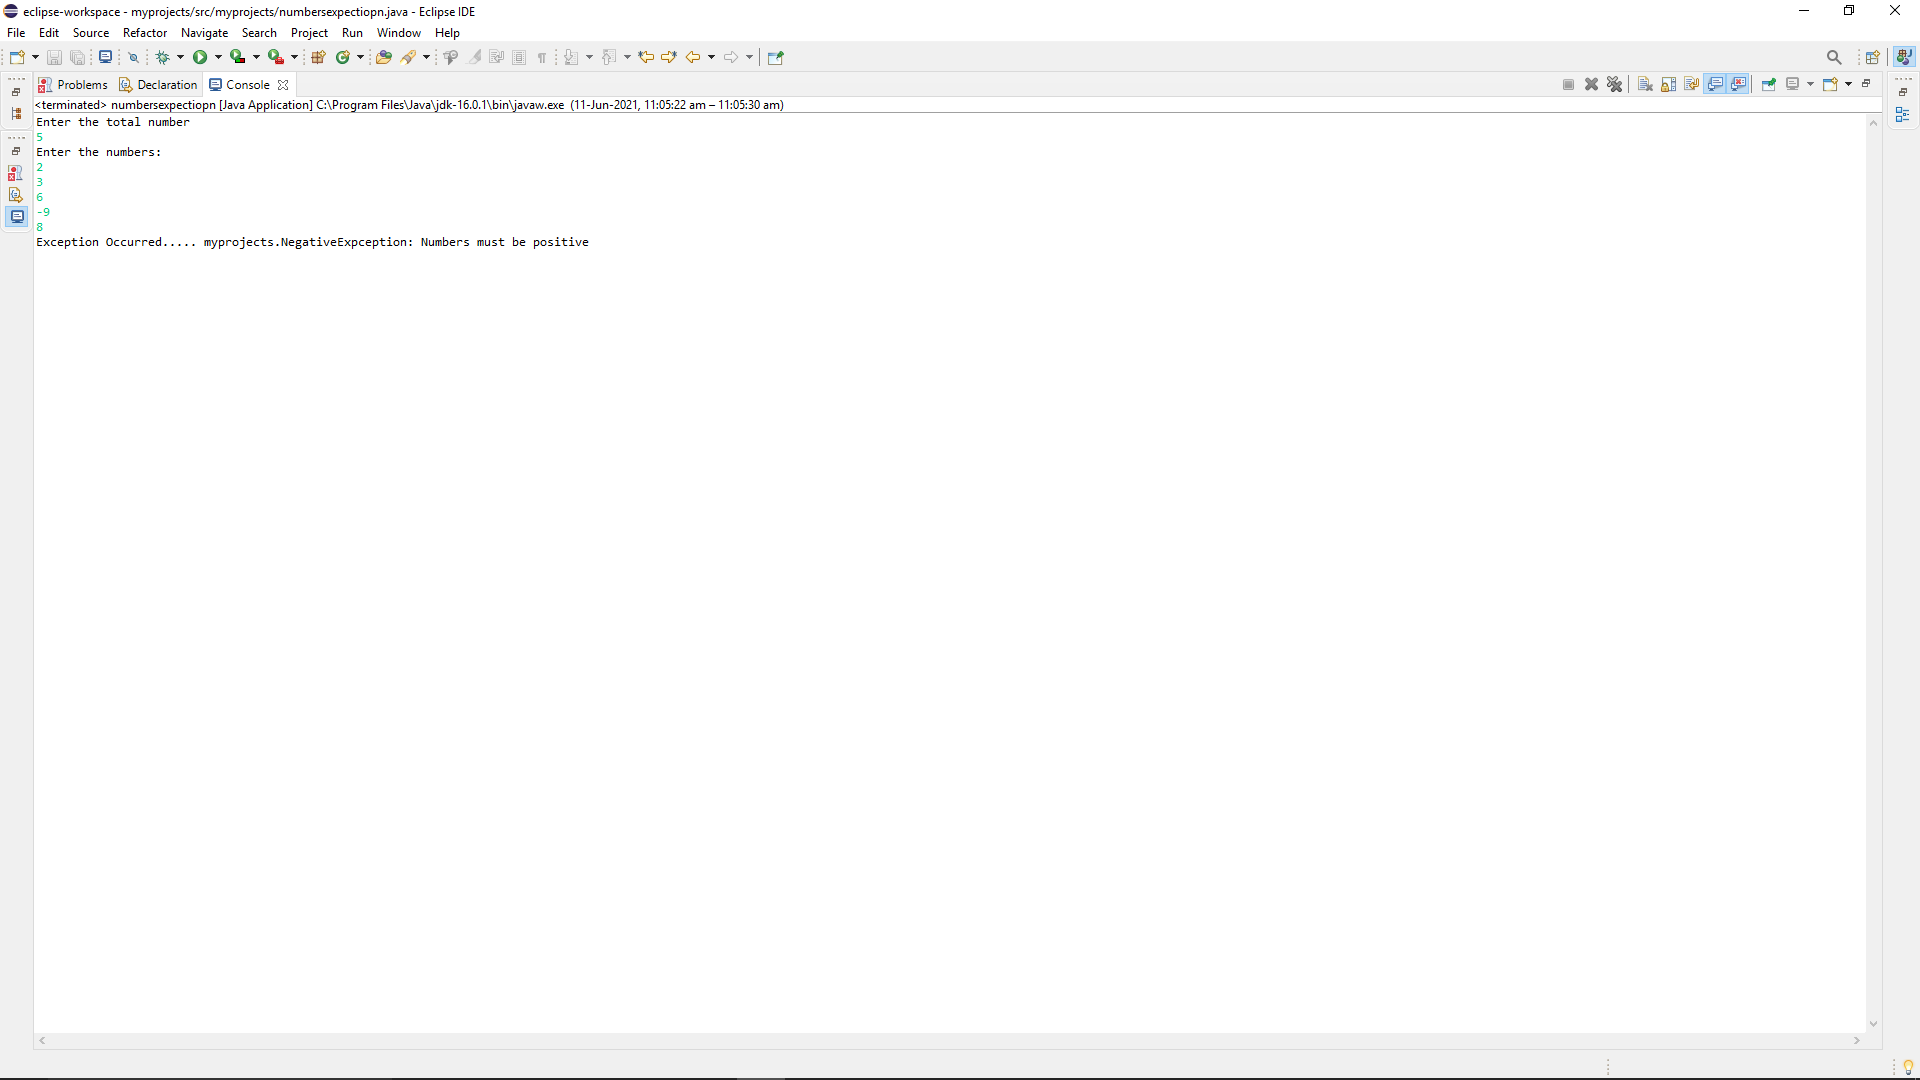 eclipse-workspace - myprojects/src/myprojects/numbersexpectiopn.java - Eclipse IDE
File Edit Source Refactor Navigate Search Project Run Window Help
Problems Declaration Console
<terminated> numbersexpectiopn [Java Application] C:\Program Files\Java\jdk-16.0.1\bin\javaw.exe (11-Jun-2021, 11:05:22 am – 11:05:30 am)
Enter the total number
5
Enter the numbers:
2
3
6
-9
8
Exception Occurred..... myprojects.NegativeExpception: Numbers must be positive